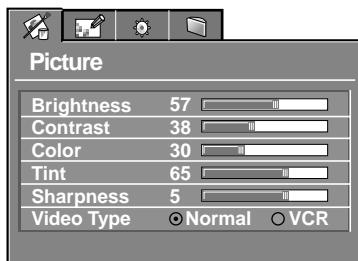 Picture
Brightness 57
Contrast 38
Color 30
Tint 65
Sharpness 5
Video Type Normal VCR